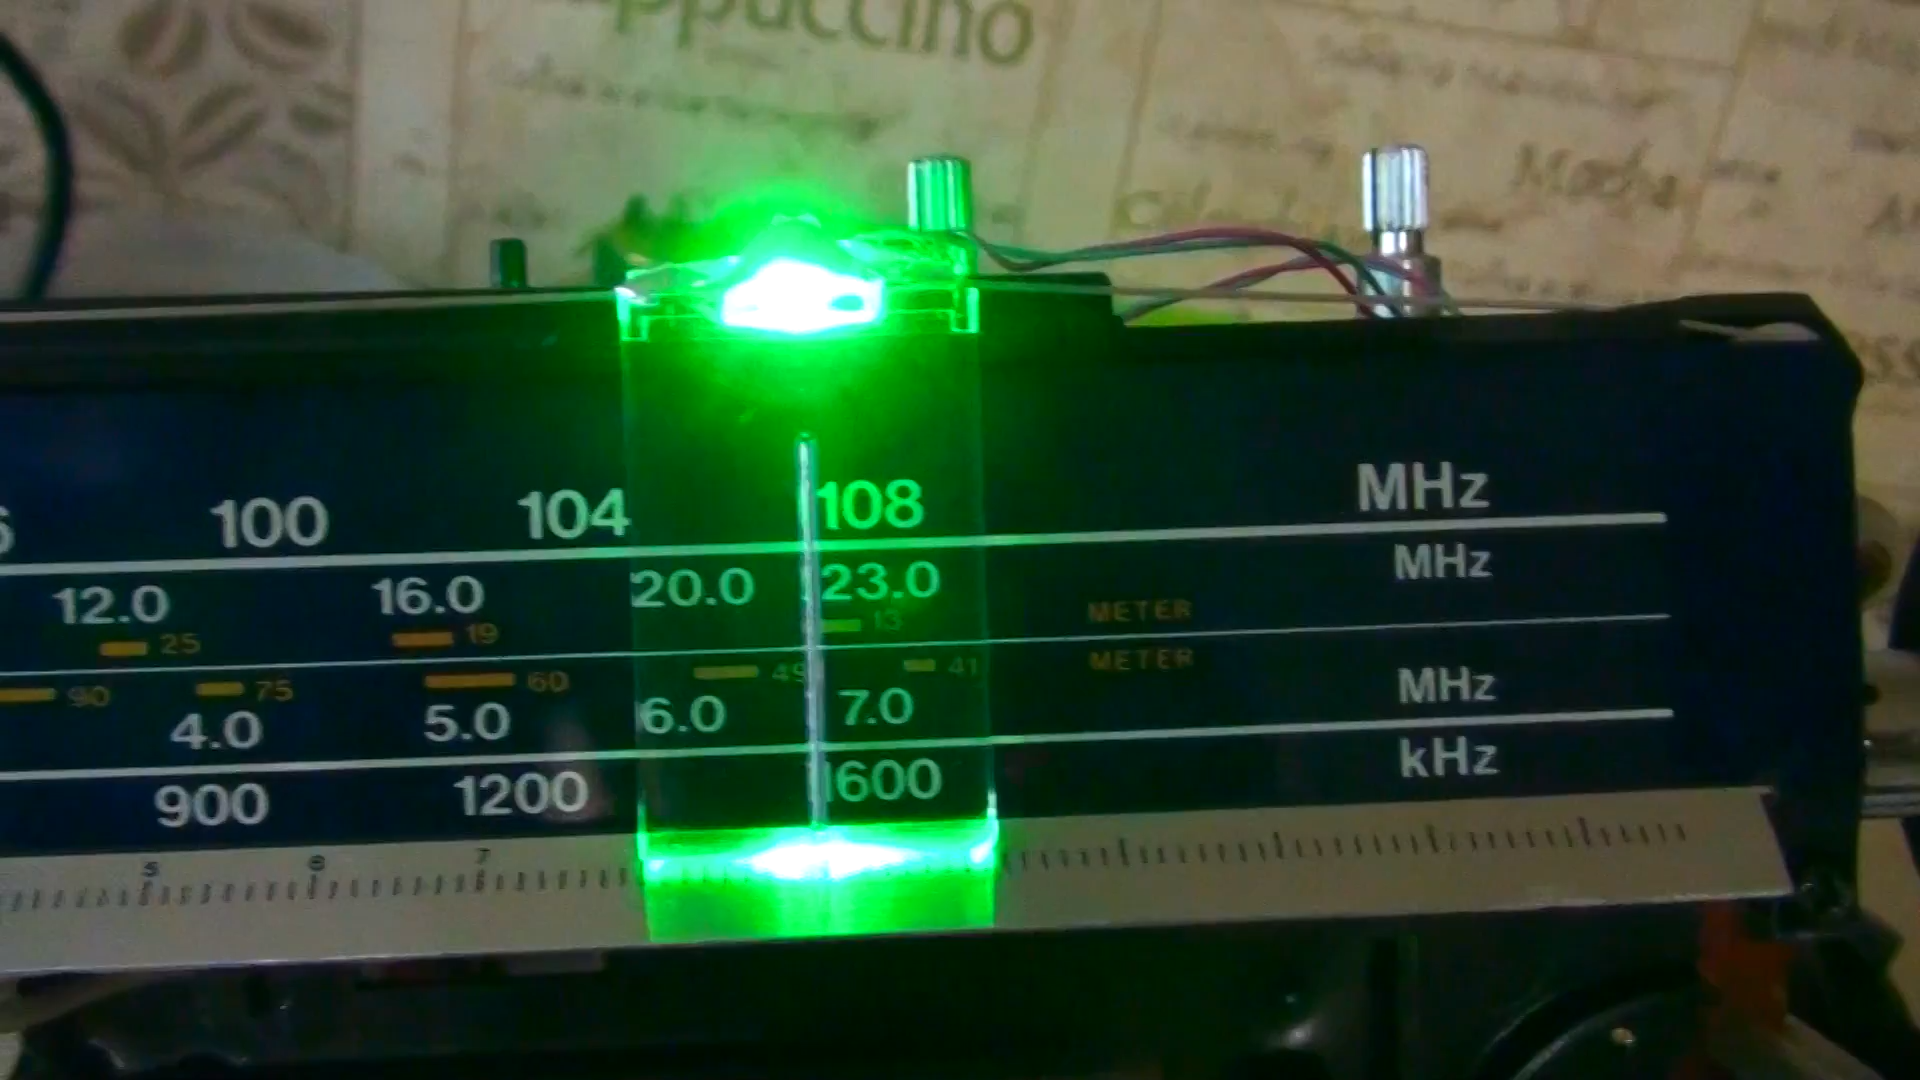 ppuccino
Mocha
100 104 108 MHz
12.0 16.0 20.0 23.0 MHz
25 19 13 METER
90 75 60 49 41 METER
4.0 5.0 6.0 7.0 MHz
900 1200 1600 kHz
5 6 7